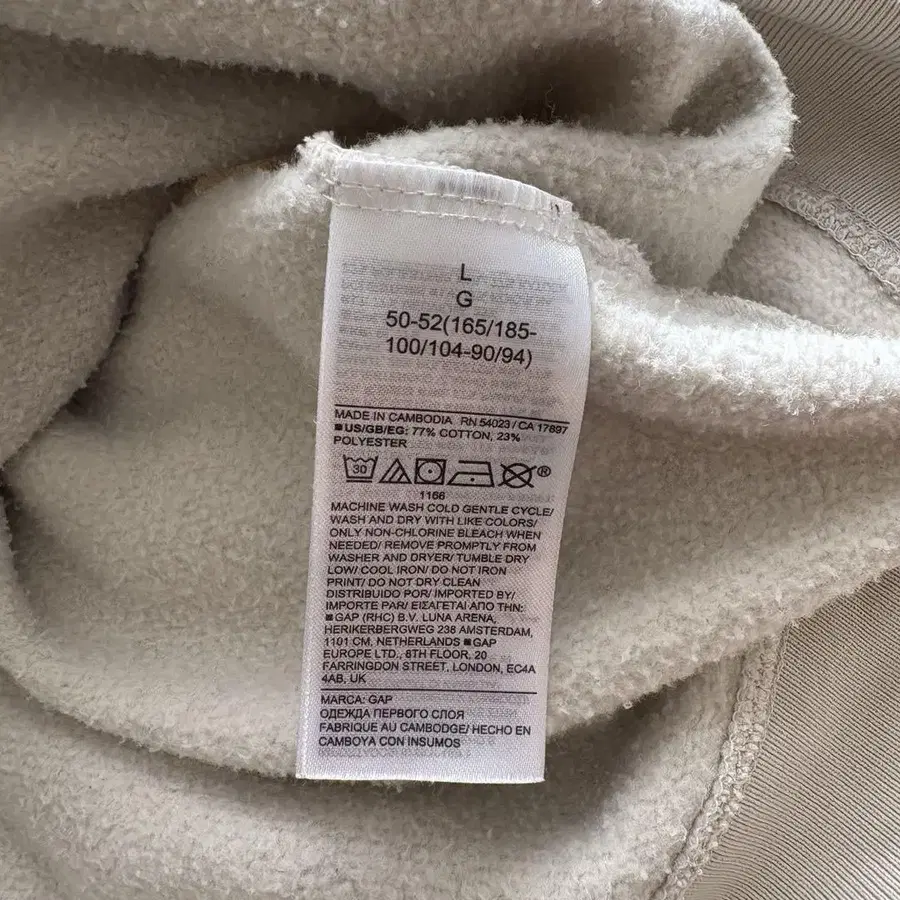 L
G
50-52(165/185-
100/104-90/94)
MADE IN CAMBODIA RN 54023 / CA 17897
■US/GB/EG: 77% COTTON, 23%
POLYESTER
30
®
1166
MACHINE WASH COLD GENTLE CYCLE/
WASH AND DRY WITH LIKE COLORS/
ONLY NON-CHLORINE BLEACH WHEN
NEEDED/ REMOVE PROMPTLY FROM
WASHER AND DRYER/ TUMBLE DRY
LOW/ COOL IRON/ DO NOT IRON
PRINT/ DO NOT DRY CLEAN
DISTRIBUIDO POR/ IMPORTED BY/
IMPORTE PAR/ ΕΙΣΑΓΕΤΑΙ ΑΠΟ ΤΗΝ:
■GAP (RHC) B.V. LUNA ARENA,
HERIKERBERGWEG 238 AMSTERDAM,
1101 CM, NETHERLANDS ■GAP
EUROPE LTD., 8TH FLOOR, 20
FARRINGDON STREET, LONDON, EC4A
4AB, UK
MARCA: GAP
ОДЕЖДА ПЕРВОГО СЛОЯ
FABRIQUE AU CAMBODGE/ HECHO EN
CAMBOYA CON INSUMOS